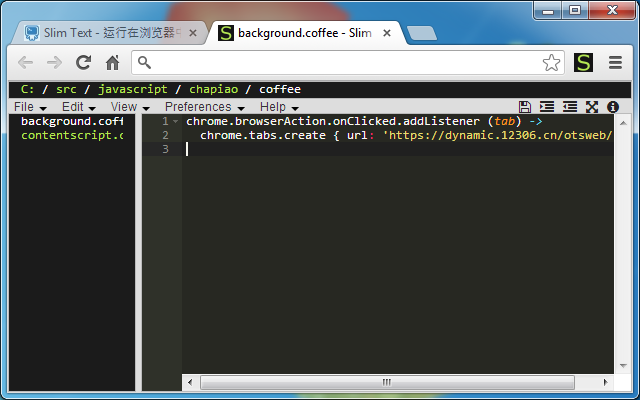 Slim Text - 运行在浏览器中
background.coffee - Slim
C: / src / javascript / chapiao / coffee
File Edit View Preferences Help
background.coff
contentscript.c
1 chrome.browserAction.onClicked.addListener (tab) ->
2 chrome.tabs.create { url: 'https://dynamic.12306.cn/otsweb/
3